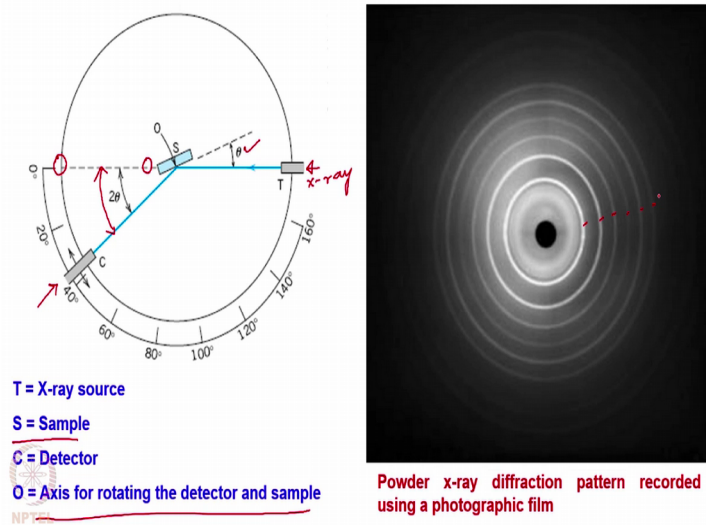 O
S
θ
x-ray
T
0°
2θ
C
20°
40°
60°
80°
100°
120°
140°
160°
T = X-ray source
S = Sample
C = Detector
O = Axis for rotating the detector and sample
NPTEL
Powder x-ray diffraction pattern recorded
using a photographic film